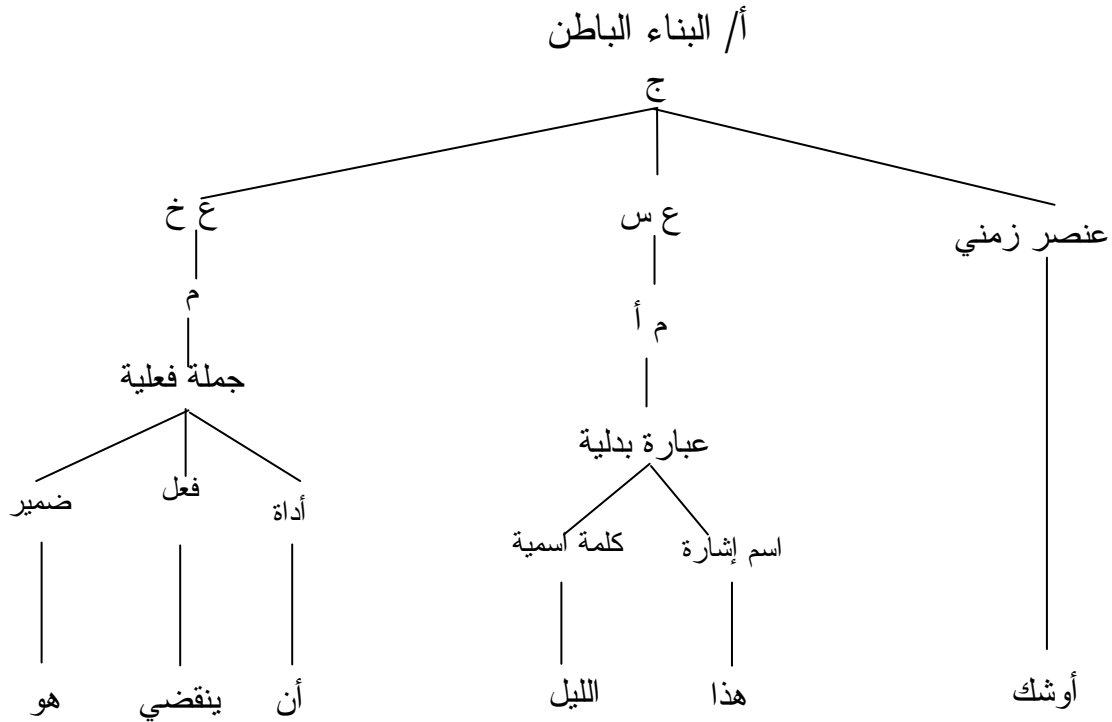 أ/ البناء الباطن
ج
عنصر زمني ع س ع خ
م أ م
عبارة بدلية جملة فعلية
اسم إشارة كلمة اسمية أداة فعل ضمير
أوشك هذا الليل أن ينقضي هو